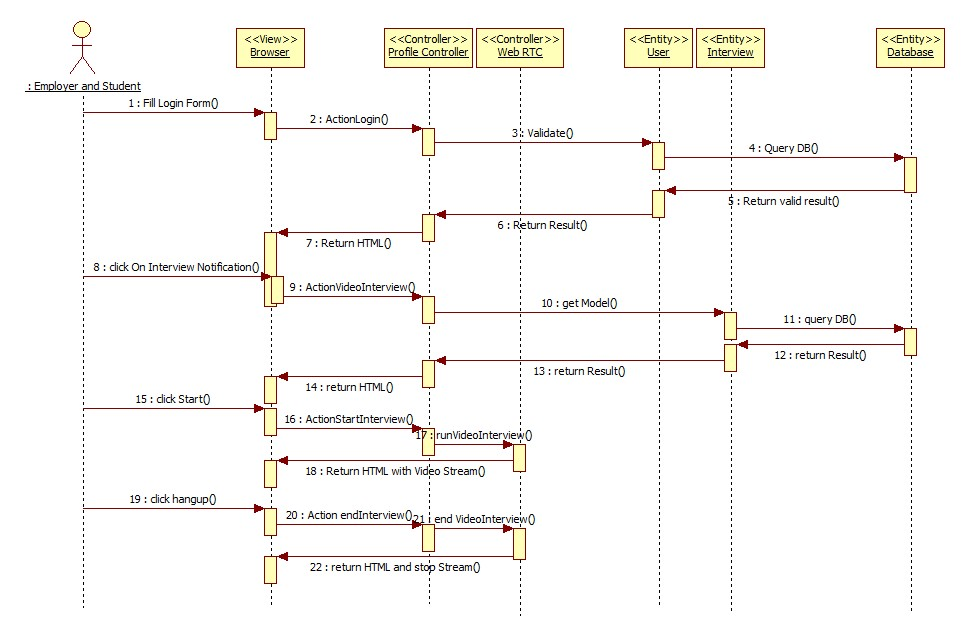 <<View>>
Browser
<<Controller>>
Profile Controller
<<Controller>>
Web RTC
<<Entity>>
User
<<Entity>>
Interview
<<Entity>>
Database
: Employer and Student
1 : Fill Login Form()
2 : ActionLogin()
3 : Validate()
4 : Query DB()
5 : Return valid result()
6 : Return Result()
7 : Return HTML()
8 : click On Interview Notification()
9 : ActionVideoInterview()
10 : get Model()
11 : query DB()
12 : return Result()
13 : return Result()
14 : return HTML()
15 : click Start()
16 : ActionStartInterview()
17 : runVideoInterview()
18 : Return HTML with Video Stream()
19 : click hangup()
20 : Action endInterview()
21 : end VideoInterview()
22 : return HTML and stop Stream()